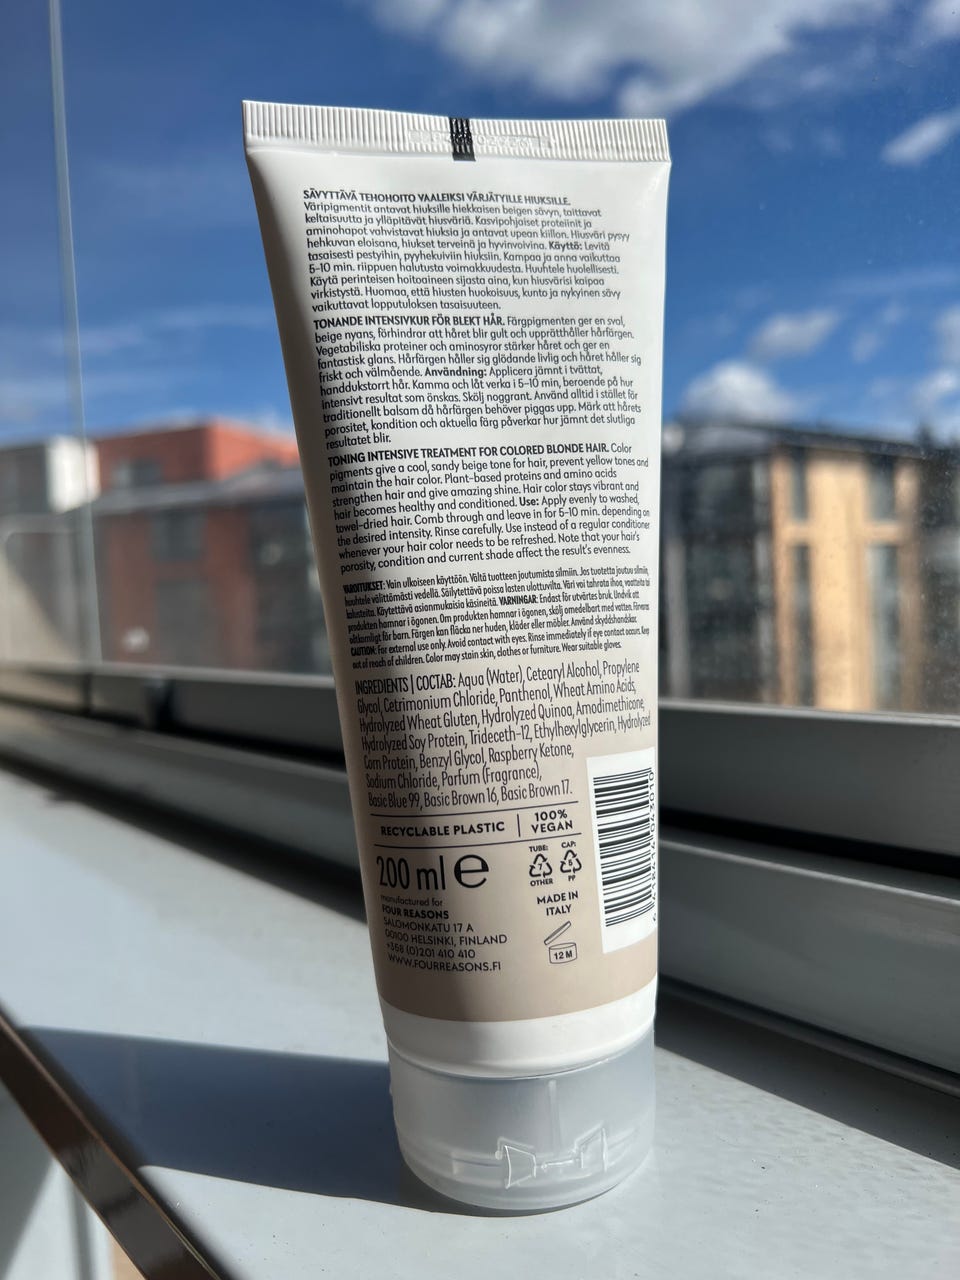 SÄVYTTÄVÄ TEHOHOITO VAALEIKSI VÄRJÄTYILLE HIUKSILLE.
Väripigmentit antavat hiuksille hiekkaisen beigen sävyn, taittavat
keltaisuutta ja ylläpitävät hiusväriä. Kasvipohjaiset proteiinit ja
aminohapot vahvistavat hiuksia ja antavat upean kiillon. Hiusväri pysyy
hehkuvan eloisana, hiukset terveinä ja hyvinvoivina. Käyttö: Levitä
tasaisesti pestyihin, pyyhekuiviin hiuksiin. Kampaa ja anna vaikuttaa
5-10 min. riippuen halutusta voimakkuudesta. Huuhtele huolellisesti.
Käytä perinteisen hoitoaineen sijasta aina, kun hiusvärisi kaipaa
virkistystä. Huomaa, että hiusten huokoisuus, kunto ja nykyinen sävy
vaikuttavat lopputuloksen tasaisuuteen.
TONANDE INTENSIVKUR FÖR BLEKT HÅR. Färgpigmenten ger en sval,
beige nyans, förhindrar att håret blir gult och upprätthåller hårfärgen.
Vegetabiliska proteiner och aminosyror stärker håret och ger en
fantastisk glans. Hårfärgen håller sig glödande livlig och håret håller sig
friskt och välmående. Användning: Applicera jämnt i tvättat,
handdukstorrt hår. Kamma och låt verka i 5-10 min, beroende på hur
intensivt resultat som önskas. Skölj noggrant. Använd alltid i stället för
traditionellt balsam då hårfärgen behöver piggas upp. Märk att hårets
porositet, kondition och aktuella färg påverkar hur jämnt det slutliga
resultatet blir.
TONING INTENSIVE TREATMENT FOR COLORED BLONDE HAIR. Color
pigments give a cool, sandy beige tone for hair, prevent yellow tones and
maintain the hair color. Plant-based proteins and amino acids
strengthen hair and give amazing shine. Hair color stays vibrant and
hair becomes healthy and conditioned. Use: Apply evenly to washed,
towel-dried hair. Comb through and leave in for 5-10 min. depending on
the desired intensity. Rinse carefully. Use instead of a regular conditioner
whenever your hair color needs to be refreshed. Note that your hair's
porosity, condition and current shade affect the result's evenness.
VAROITUKSET: Vain ulkoiseen käyttöön. Vältä tuotteen joutumista silmiin. Jos tuotetta joutuu silmiin,
huuhtele välittömästi vedellä. Säilytettävä poissa lasten ulottuvilta. Väri voi tahrata ihoa, vaatteita tai
kalusteita. Käytettävä asianmukaisia käsineitä. VARNINGAR: Endast för utvärtes bruk. Undvik att
produkten hamnar i ögonen. Om produkten hamnar i ögonen, skölj omedelbart med vatten. Förvaras
oåtkomligt för barn. Färgen kan fläcka ner huden, kläder eller möbler. Använd skyddshandskar.
CAUTION: For external use only. Avoid contact with eyes. Rinse immediately if eye contact occurs. Keep
out of reach of children. Color may stain skin, clothes or furniture. Wear suitable gloves.
INGREDIENTS | СОСТАВ: Aqua (Water), Cetearyl Alcohol, Propylene
Glycol, Cetrimonium Chloride, Panthenol, Wheat Amino Acids,
Hydrolyzed Wheat Gluten, Hydrolyzed Quinoa, Amodimethicone,
Hydrolyzed Soy Protein, Trideceth-12, Ethylhexylglycerin, Hydrolyzed
Corn Protein, Benzyl Glycol, Raspberry Ketone,
Sodium Chloride, Parfum (Fragrance),
Basic Blue 99, Basic Brown 16, Basic Brown 17.
RECYCLABLE PLASTIC | 100%
VEGAN
200 ml e
TUBE: CAP:
7 5
OTHER PP
manufactured for
FOUR REASONS
SALOMONKATU 17 A
00100 HELSINKI, FINLAND
+358 (0)201 410 410
WWW.FOURREASONS.FI
MADE IN
ITALY
12 M